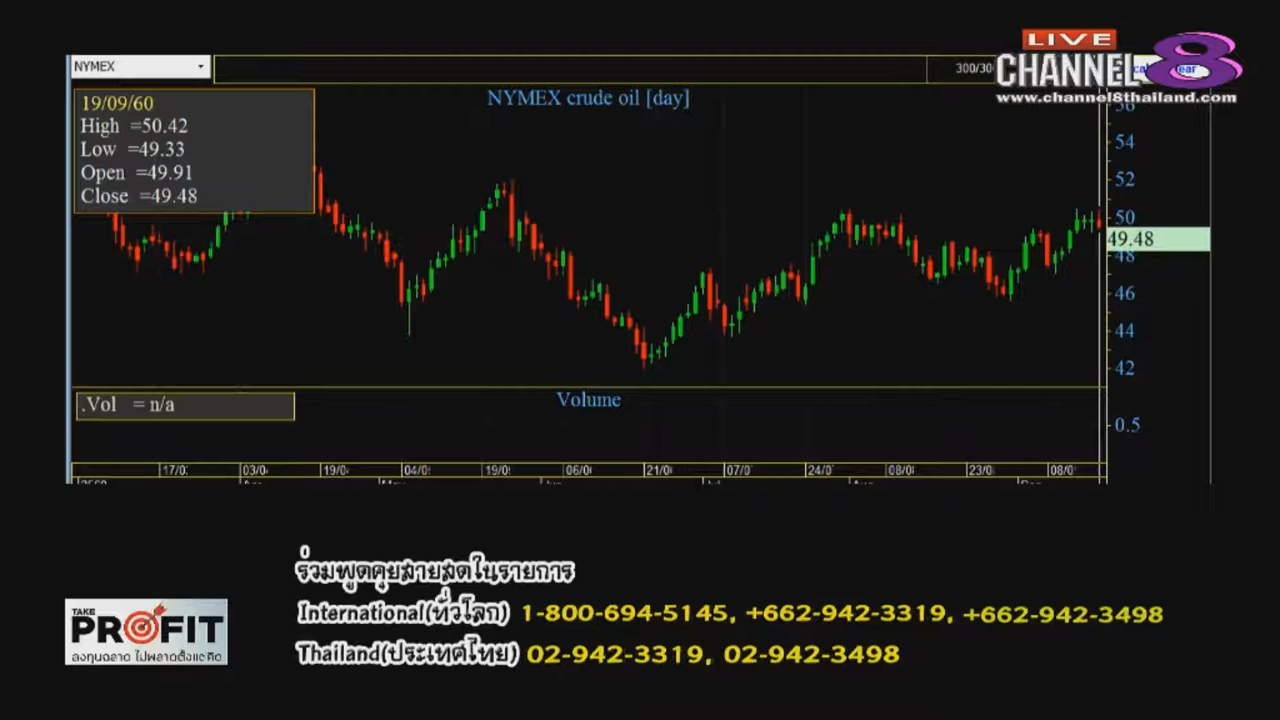 LIVE
CHANNEL 8
www.channel8thailand.com
NYMEX
300/30
NYMEX crude oil [day]
19/09/60
High =50.42
Low =49.33
Open =49.91
Close =49.48
56
54
52
50
49.48
48
46
44
42
.Vol = n/a
Volume
0.5
17/0 03/0 19/0 04/0 19/0 06/0 21/0 07/0 24/0 08/0 23/0 08/0
ร่วมพูดคุยสายสดในรายการ
International(ทั่วโลก) 1-800-694-5145, +662-942-3319, +662-942-3498
Thailand(ประเทศไทย) 02-942-3319, 02-942-3498
TAKE
PROFIT
ลงทุนฉลาด ไม่พลาดตั้งแต่คิด